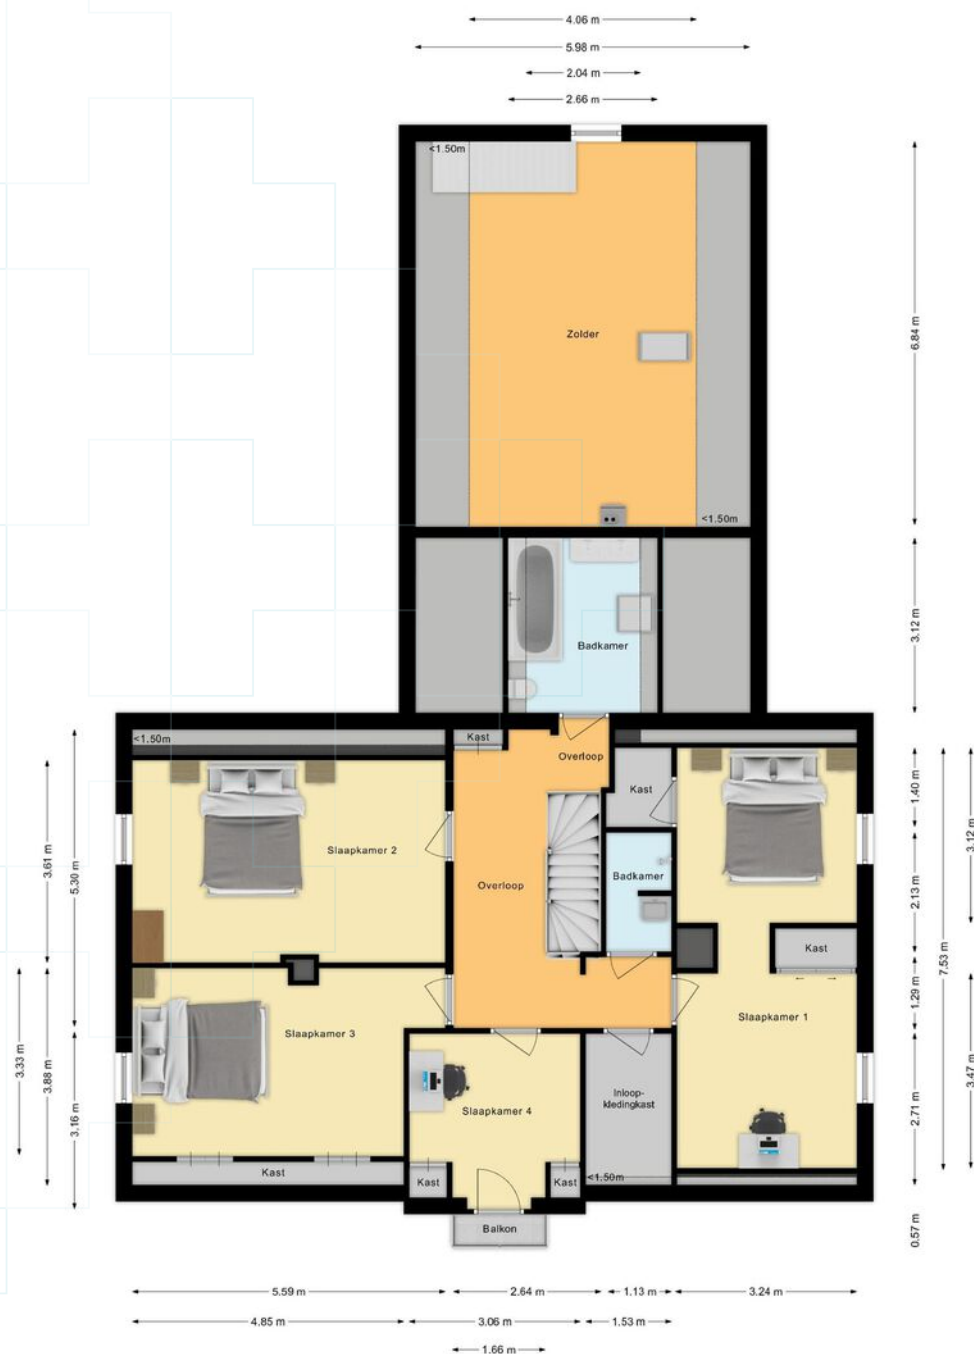 4.06 m
5.98 m
2.04 m
2.66 m
<1.50m
Zolder
6.84 m
<1.50m
3.12 m
Badkamer
<1.50m
Kast
Overloop
Kast
Slaapkamer 2
Overloop
Badkamer
Kast
Slaapkamer 1
Slaapkamer 3
Slaapkamer 4
Inloop-
kledingkast
Kast
Kast
Kast
<1.50m
Balkon
3.61 m
5.30 m
3.33 m
3.88 m
3.16 m
1.40 m
3.12 m
2.13 m
7.53 m
1.29 m
3.47 m
2.71 m
0.57 m
5.59 m
2.64 m
1.13 m
3.24 m
4.85 m
3.06 m
1.53 m
1.66 m